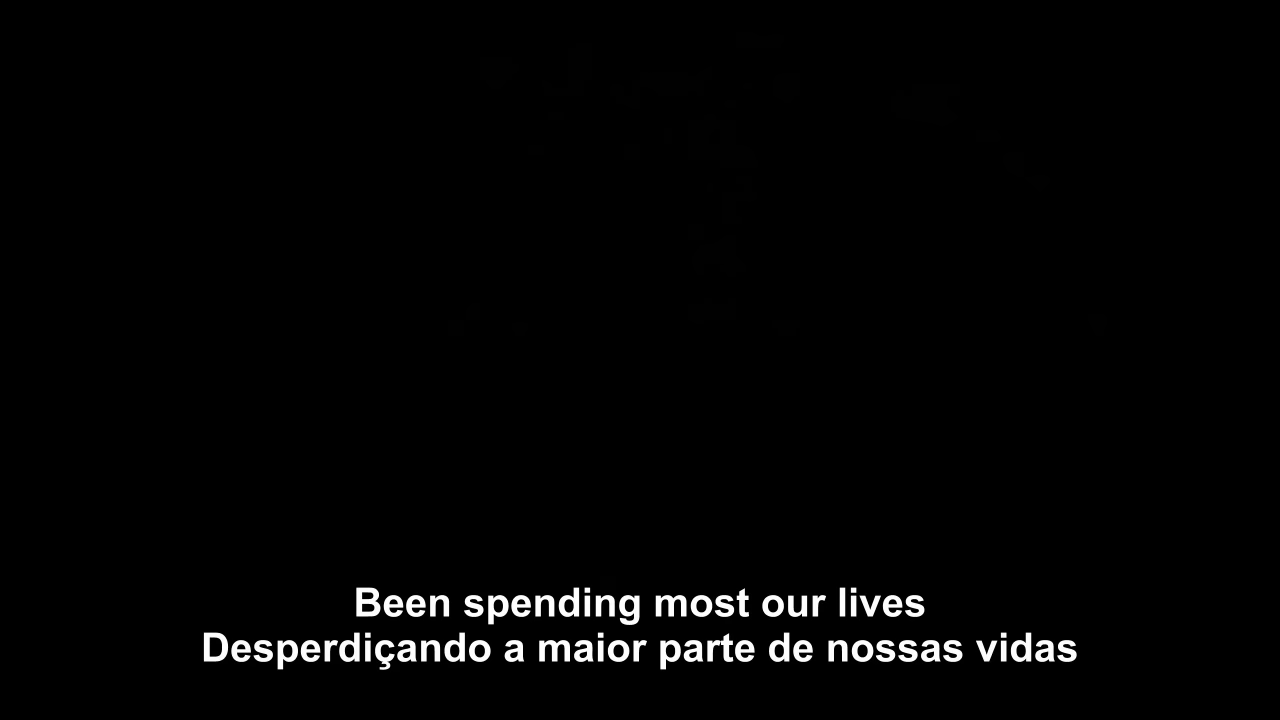 Been spending most our lives
Desperdiçando a maior parte de nossas vidas